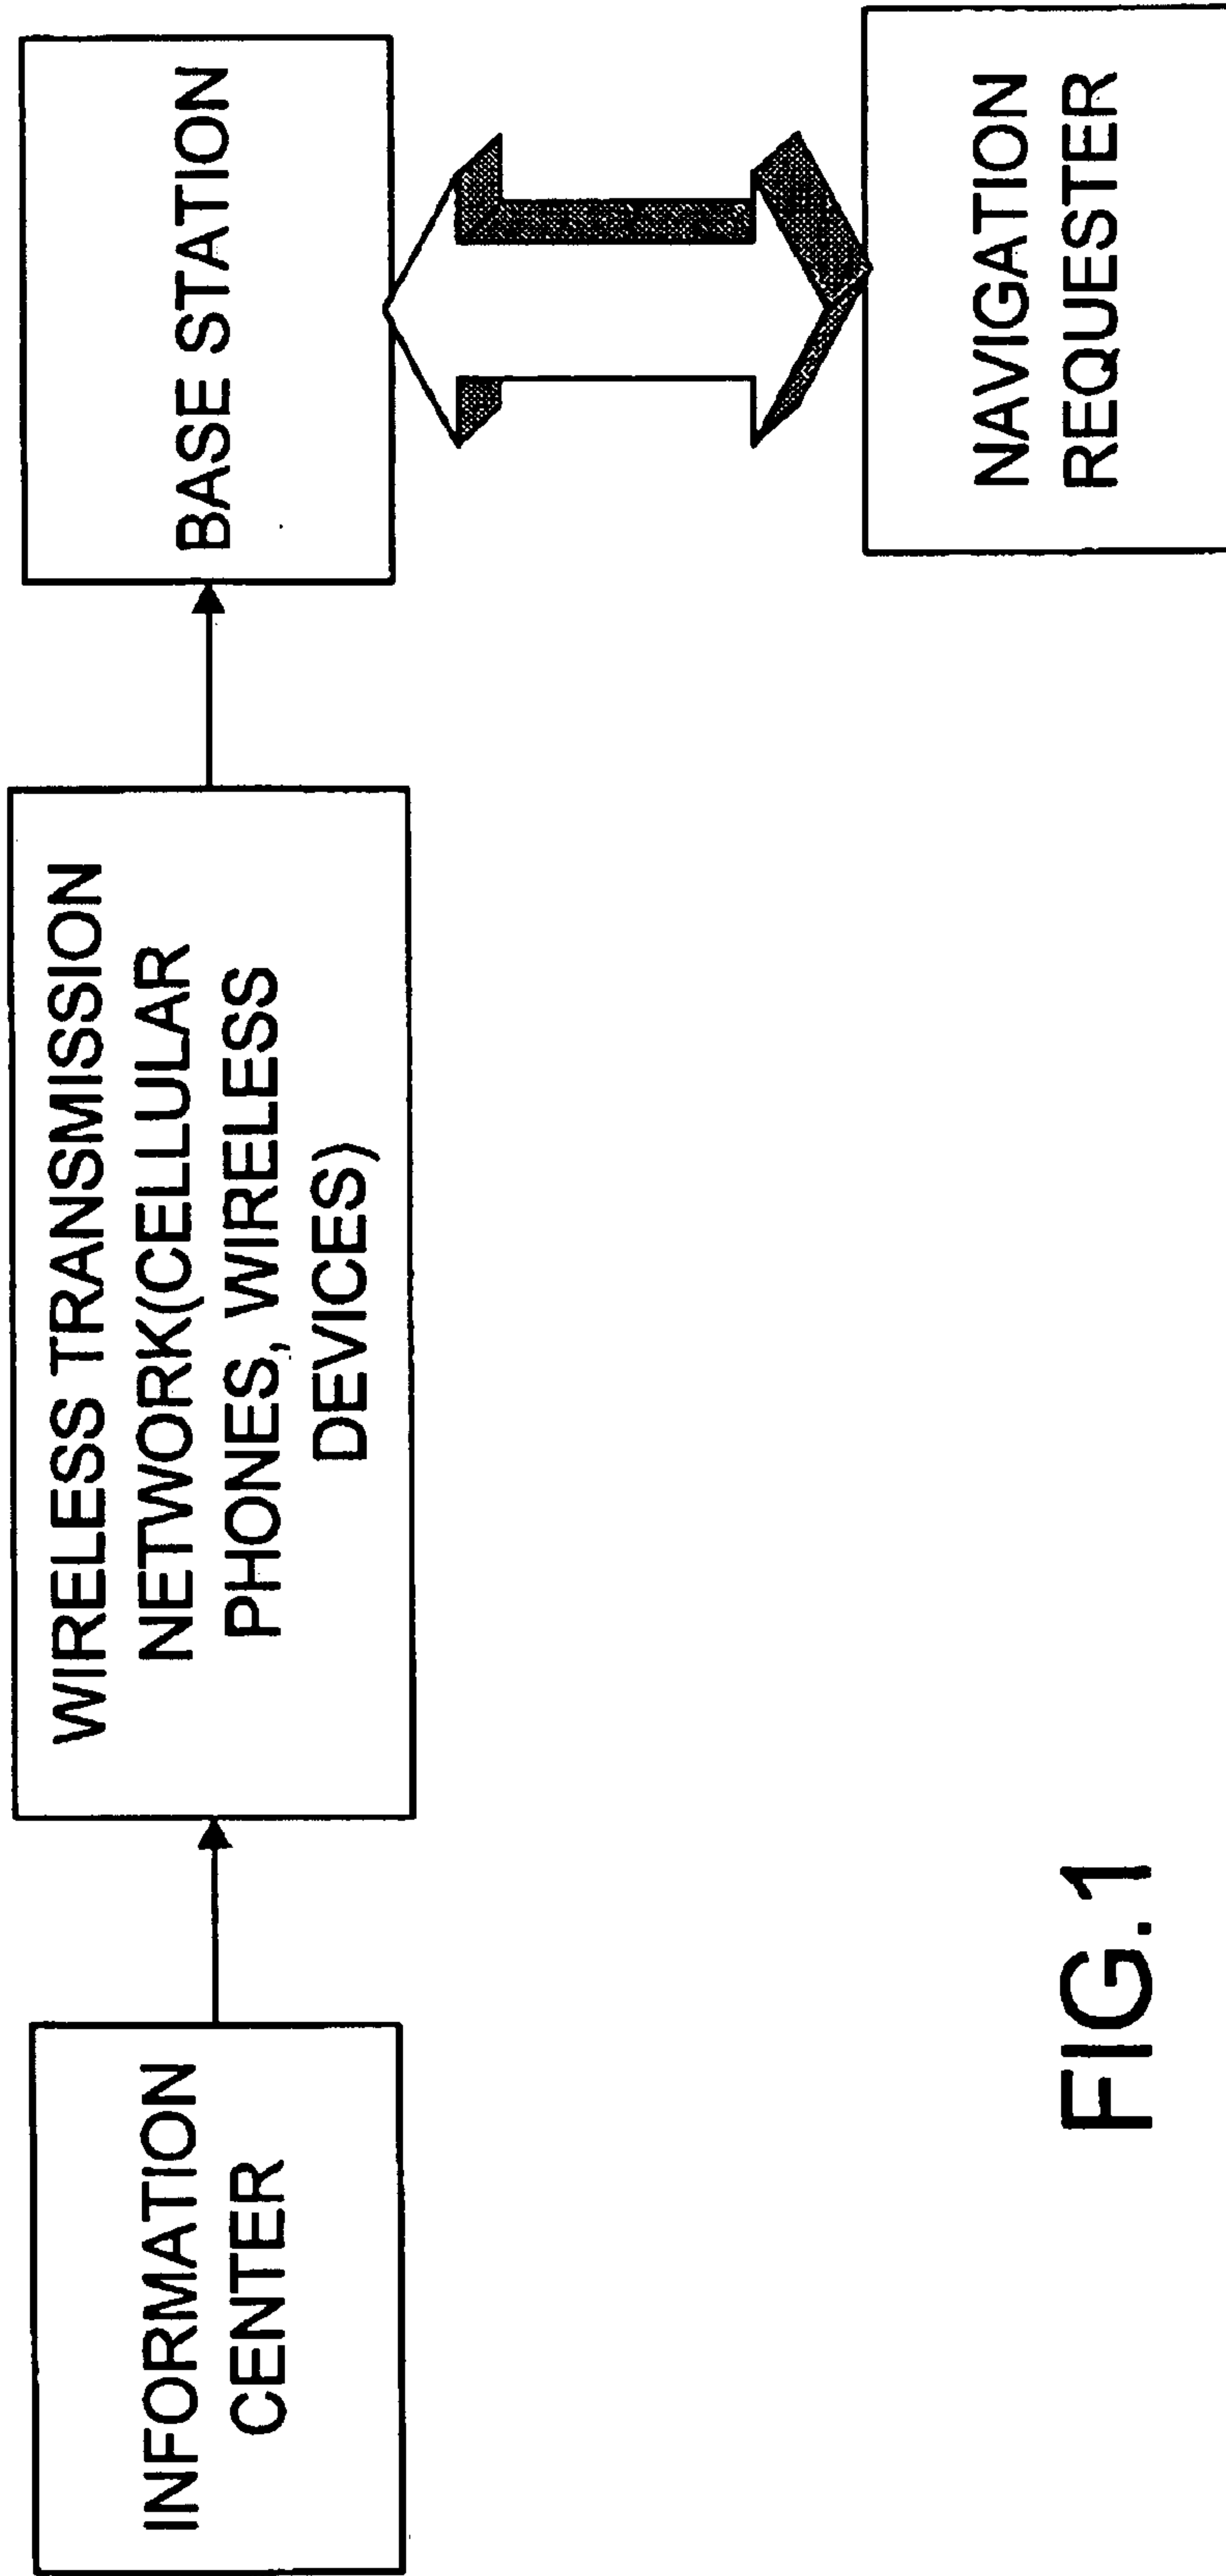 INFORMATION
CENTER
WIRELESS TRANSMISSION
NETWORK(CELLULAR
PHONES, WIRELESS
DEVICES)
BASE STATION
NAVIGATION
REQUESTER
FIG.1